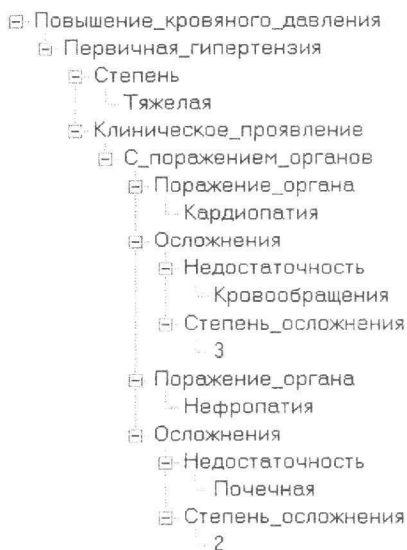 Повышение_кровяного_давления
Первичная_гипертензия
Степень
Тяжелая
Клиническое_проявление
С_поражением_органов
Поражение_органа
Кардиопатия
Осложнения
Недостаточность
Кровообращения
Степень_осложнения
3
Поражение_органа
Нефропатия
Осложнения
Недостаточность
Почечная
Степень_осложнения
2